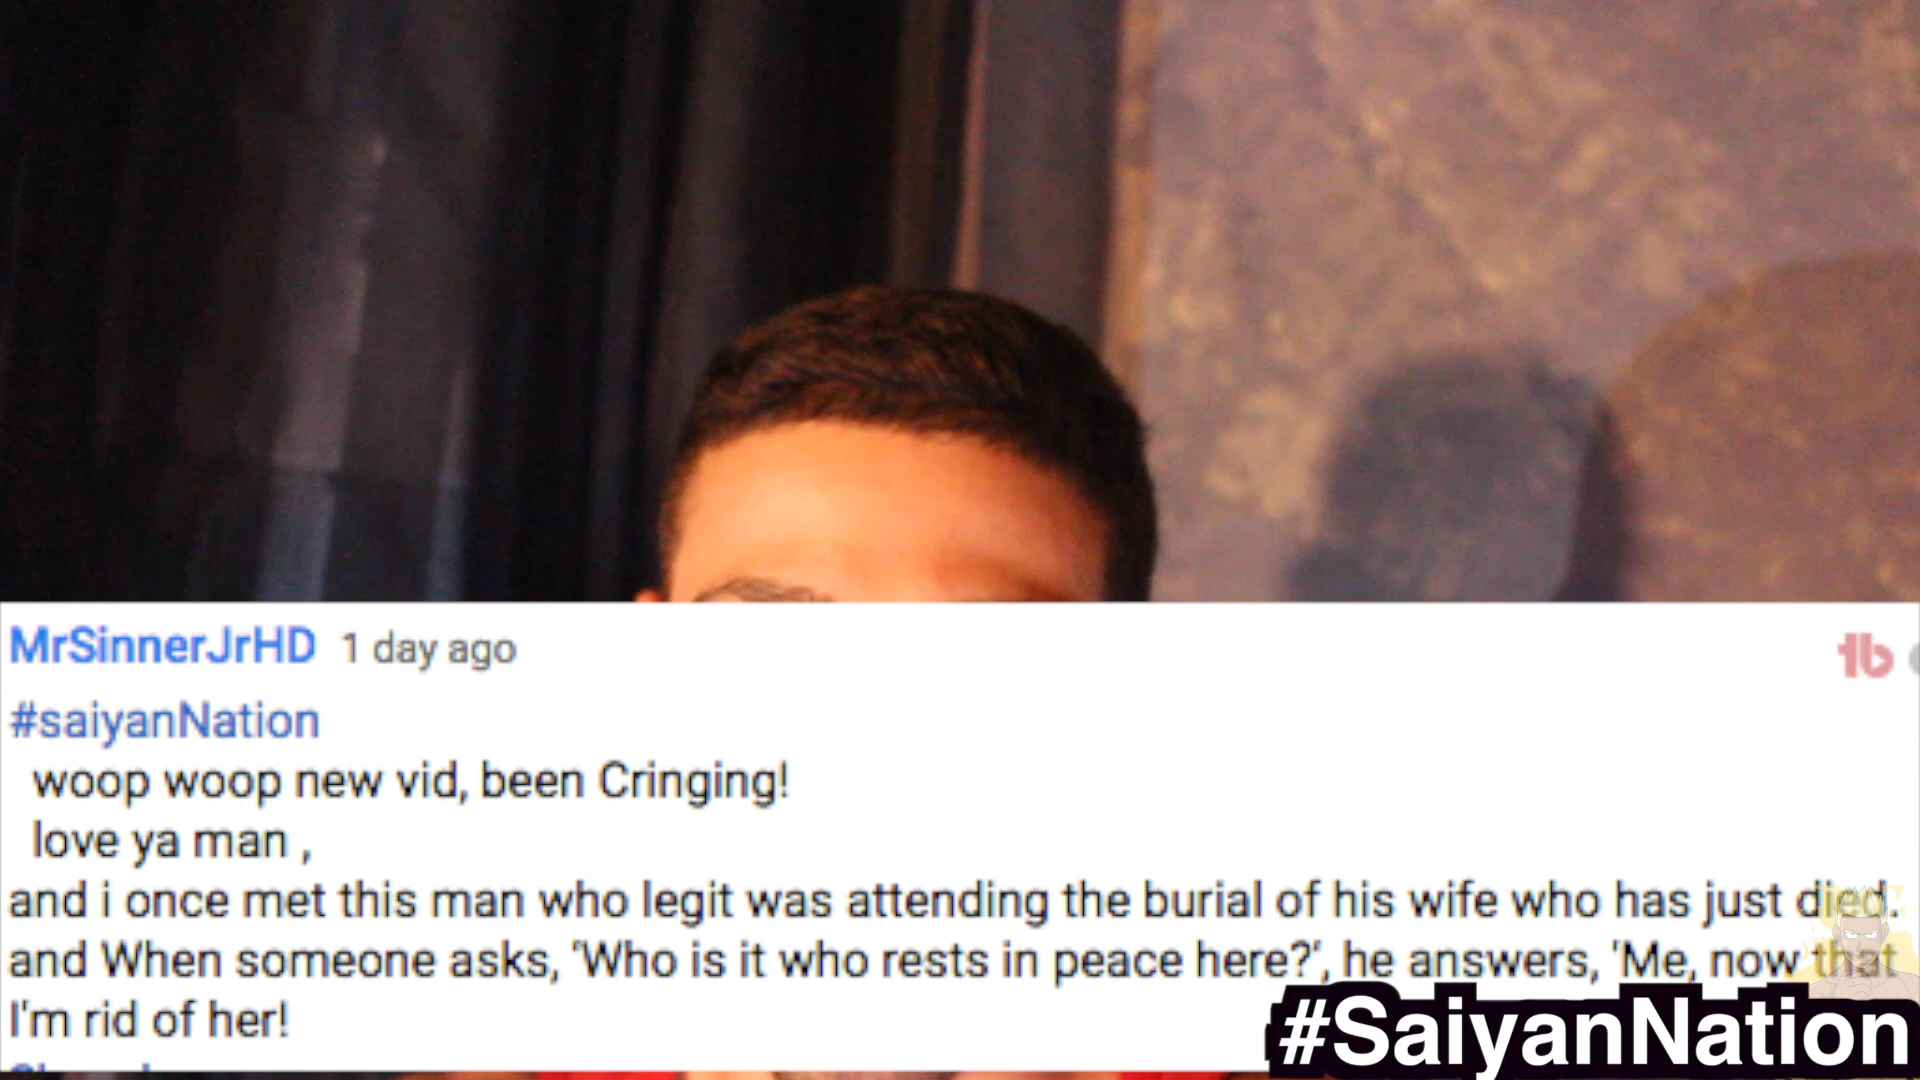 MrSinnerJrHD 1 day ago
#saiyanNation
woop woop new vid, been Cringing!
love ya man ,
and i once met this man who legit was attending the burial of his wife who has just died.
and When someone asks, 'Who is it who rests in peace here?', he answers, 'Me, now that
I'm rid of her!
#SaiyanNation